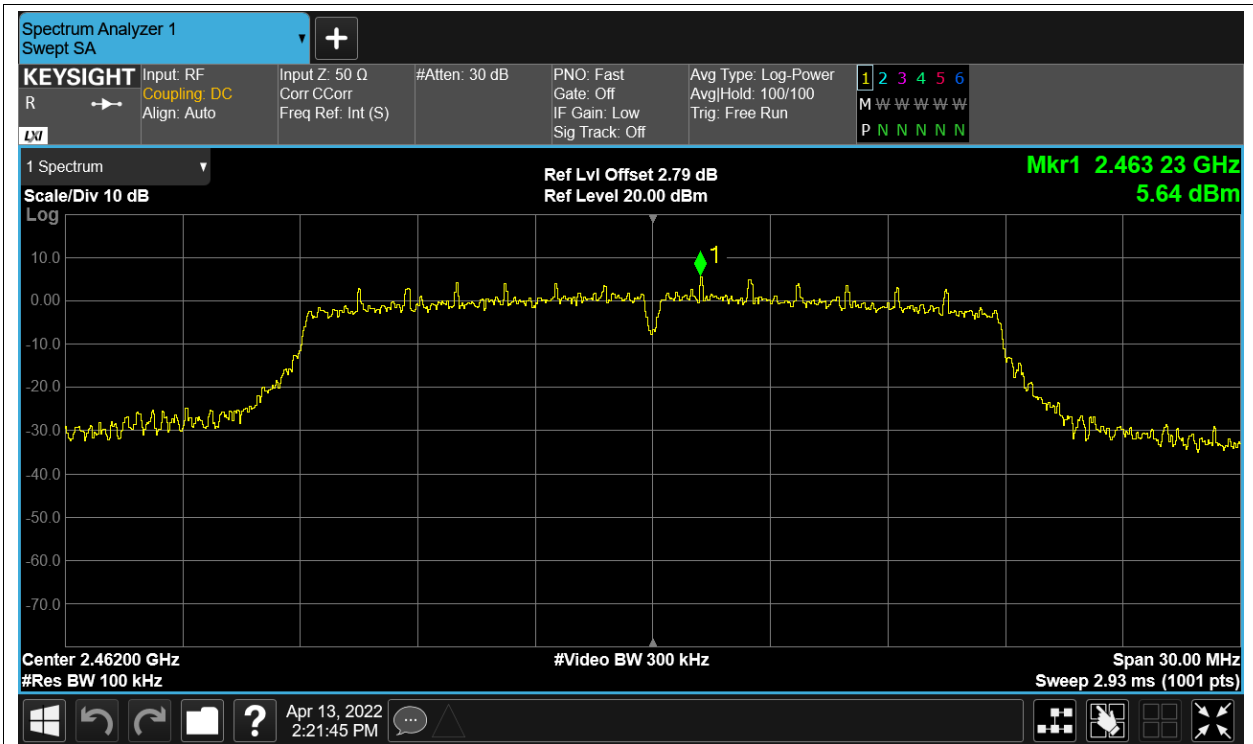 Spectrum Analyzer 1
Swept SA
KEYSIGHT
R
LXI
Input: RF
Coupling: DC
Align: Auto
Input Z: 50 Ω
Corr CCorr
Freq Ref: Int (S)
#Atten: 30 dB
PNO: Fast
Gate: Off
IF Gain: Low
Sig Track: Off
Avg Type: Log-Power
Avg|Hold: 100/100
Trig: Free Run
1 2 3 4 5 6
M W W W W W W
P N N N N N N
1 Spectrum
Scale/Div 10 dB
Ref Lvl Offset 2.79 dB
Ref Level 20.00 dBm
Mkr1 2.463 23 GHz
5.64 dBm
Log
1
10.0
0.00
-10.0
-20.0
-30.0
-40.0
-50.0
-60.0
-70.0
Center 2.46200 GHz
#Video BW 300 kHz
Span 30.00 MHz
#Res BW 100 kHz
Sweep 2.93 ms (1001 pts)
?
Apr 13, 2022
2:21:45 PM